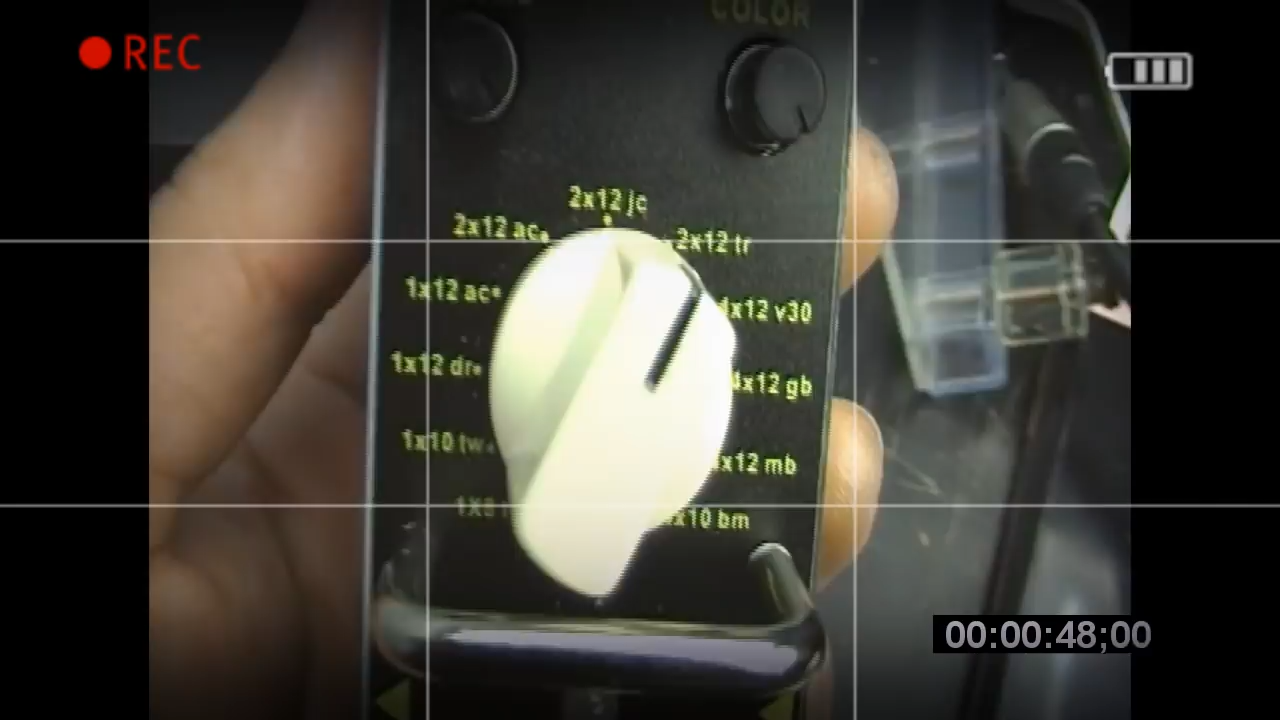 COLOR
REC
2x12 jc
2x12 ac
2x12 tr
1x12 ac
4x12 v30
1x12 dr
4x12 gb
1x10 tw
4x12 mb
1x8
4x10 bm
00:00:48;00